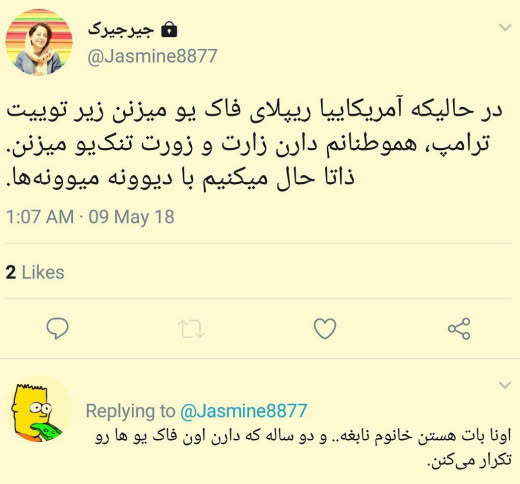 جیرجیرک
@Jasmine8877
در حالیکه آمریکاییا ریپلای فاک یو میزنن زیر توییت
ترامپ، هموطنانم دارن زارت و زورت تنک‌یو میزنن.
ذاتا حال میکنیم با دیوونه میوونه‌ها.
1:07 AM · 09 May 18
2 Likes
Replying to @Jasmine8877
اونا بات هستن خانوم نابغه.. و دو ساله که دارن اون فاک یو ها رو
تکرار می‌کنن.